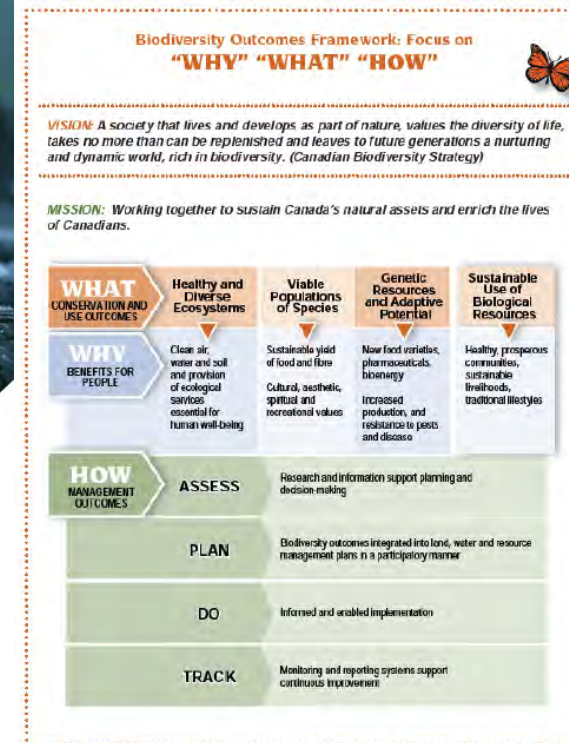 Biodiversity Outcomes Framework: Focus on
"WHY" "WHAT" "HOW"
VISION: A society that lives and develops as part of nature, values the diversity of life,
takes no more than can be replenished and leaves to future generations a nurturing
and dynamic world, rich in biodiversity. (Canadian Biodiversity Strategy)
MISSION: Working together to sustain Canada's natural assets and enrich the lives
of Canadians.
WHAT
CONSERVATION AND
USE OUTCOMES
Healthy and
Diverse
Ecosystems
Viable
Populations
of Species
Genetic
Resources
and Adaptive
Potential
Sustainable
Use of
Biological
Resources
WHY
BENEFITS FOR
PEOPLE
Clean air,
water and soil
and provision
of ecological
services
essential for
human well-being
Sustainable yield
of food and fibre
Cultural, aesthetic,
spiritual and
recreational values
New food varieties,
pharmaceuticals,
bioenergy
Increased
production, and
resistance to pests
and disease
Healthy, prosperous
communities,
sustainable
livelihoods,
traditional lifestyles
HOW
MANAGEMENT
OUTCOMES
ASSESS
Research and information support planning and
decision-making
PLAN
Biodiversity outcomes integrated into land, water and resource
management plans in a participatory manner
DO
Informed and enabled implementation
TRACK
Monitoring and reporting systems support
continuous improvement